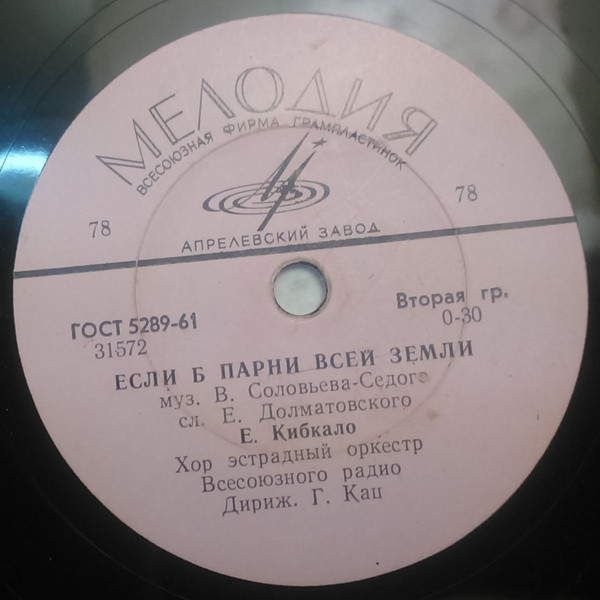 МЕЛОДИЯ
ВСЕСОЮЗНАЯ ФИРМА ГРАМПЛАСТИНОК
78 78
АПРЕЛЕВСКИЙ ЗАВОД
ГОСТ 5289-61 Вторая гр.
31572 0-30
ЕСЛИ Б ПАРНИ ВСЕЙ ЗЕМЛИ
муз. В. Соловьева-Седого
сл. Е. Долматовского
Е. Кибкало
Хор эстрадный оркестр
Всесоюзного радио
Дириж. Г. Кац